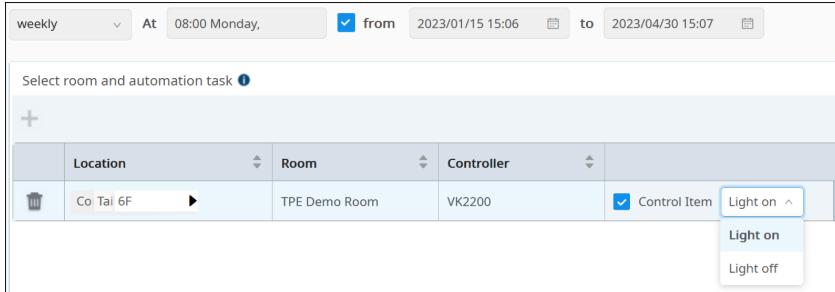 weekly At 08:00 Monday, from 2023/01/15 15:06 to 2023/04/30 15:07
Select room and automation task
Location Room Controller
Co Tai 6F TPE Demo Room VK2200 Control Item Light on
Light on
Light off